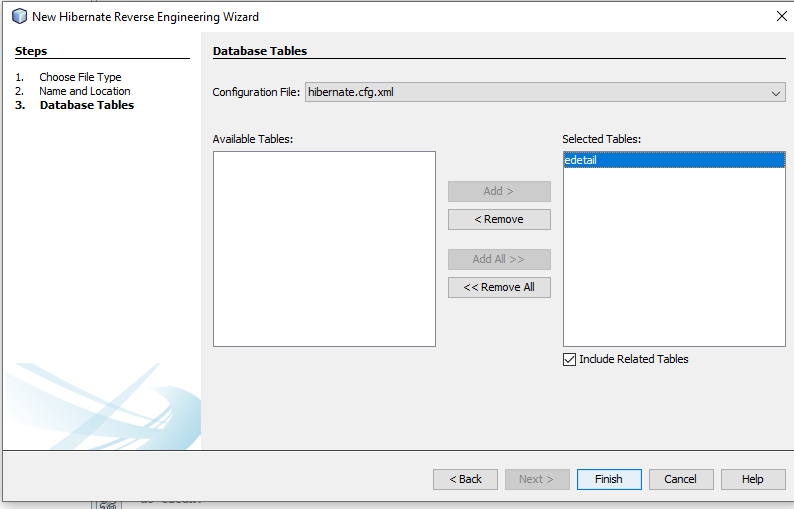 New Hibernate Reverse Engineering Wizard
Steps
1. Choose File Type
2. Name and Location
3. Database Tables
Database Tables
Configuration File: hibernate.cfg.xml
Available Tables:
Selected Tables:
edetail
Add >
< Remove
Add All >>
<< Remove All
Include Related Tables
< Back Next > Finish Cancel Help